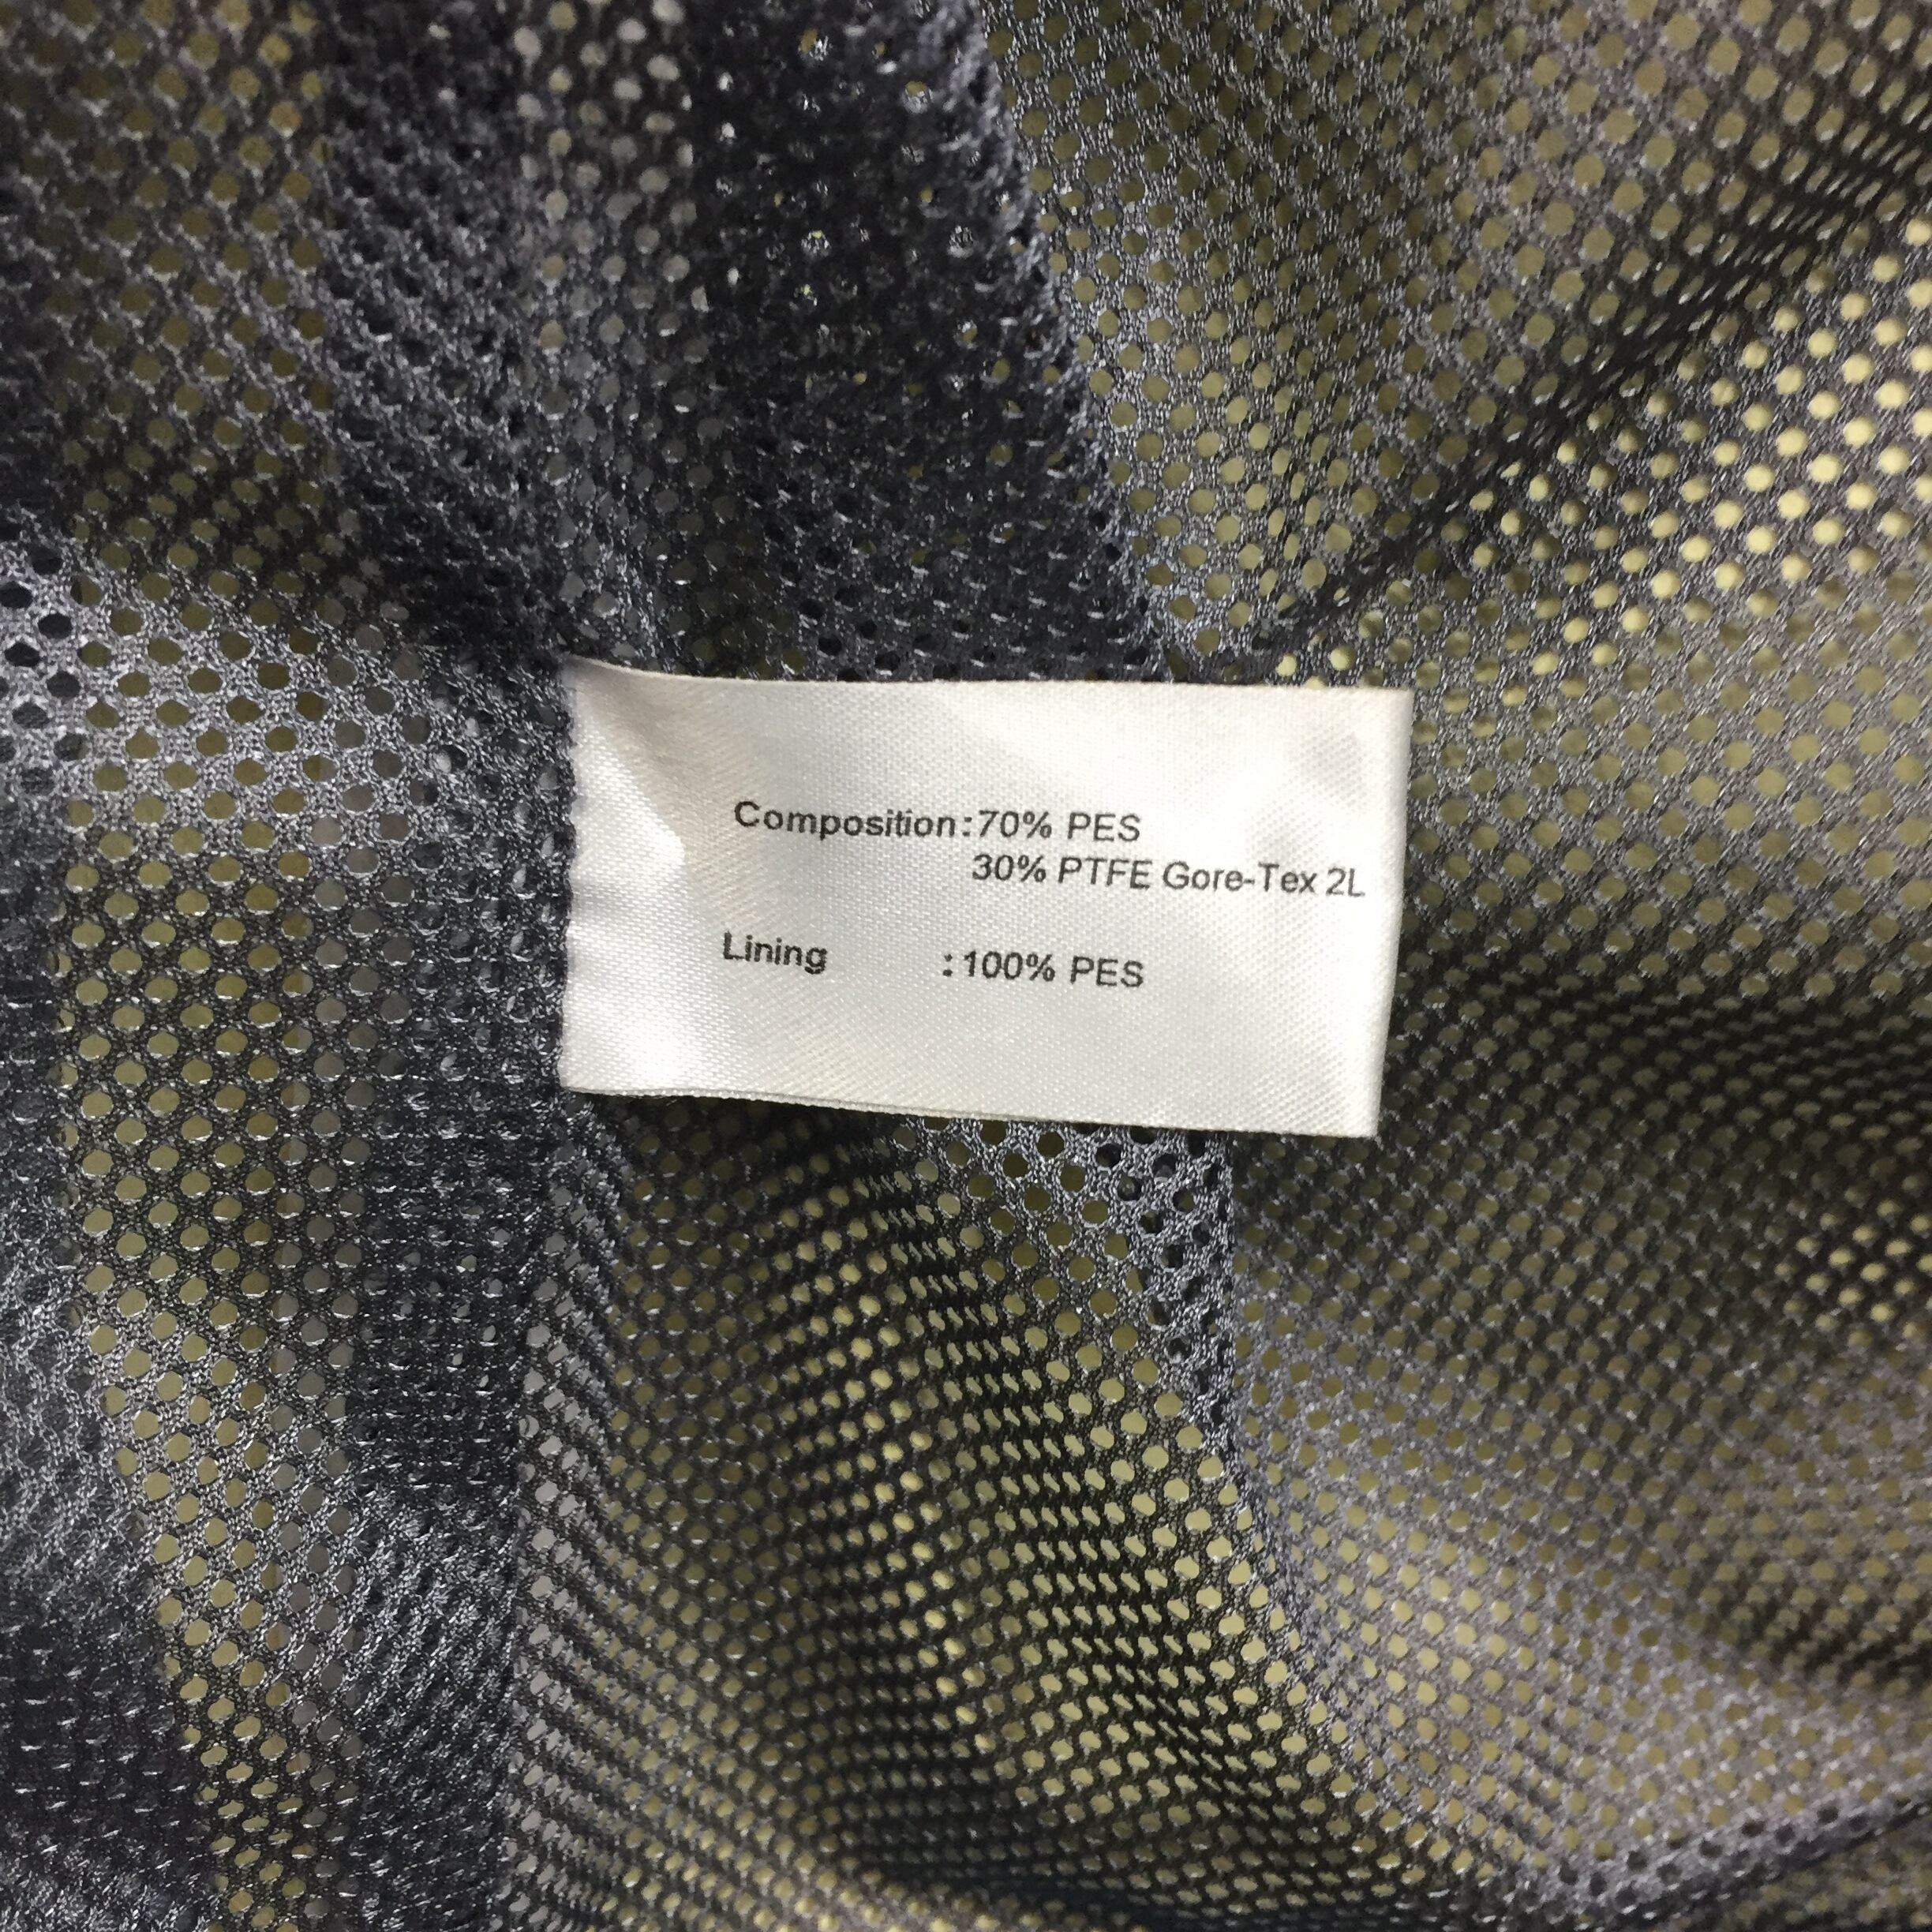 Composition: 70% PES
30% PTFE Gore-Tex 2L
Lining : 100% PES